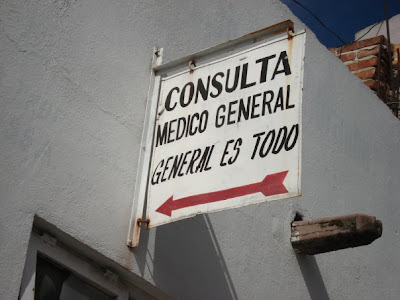 CONSULTA
MEDICO GENERAL
GENERAL ES TODO